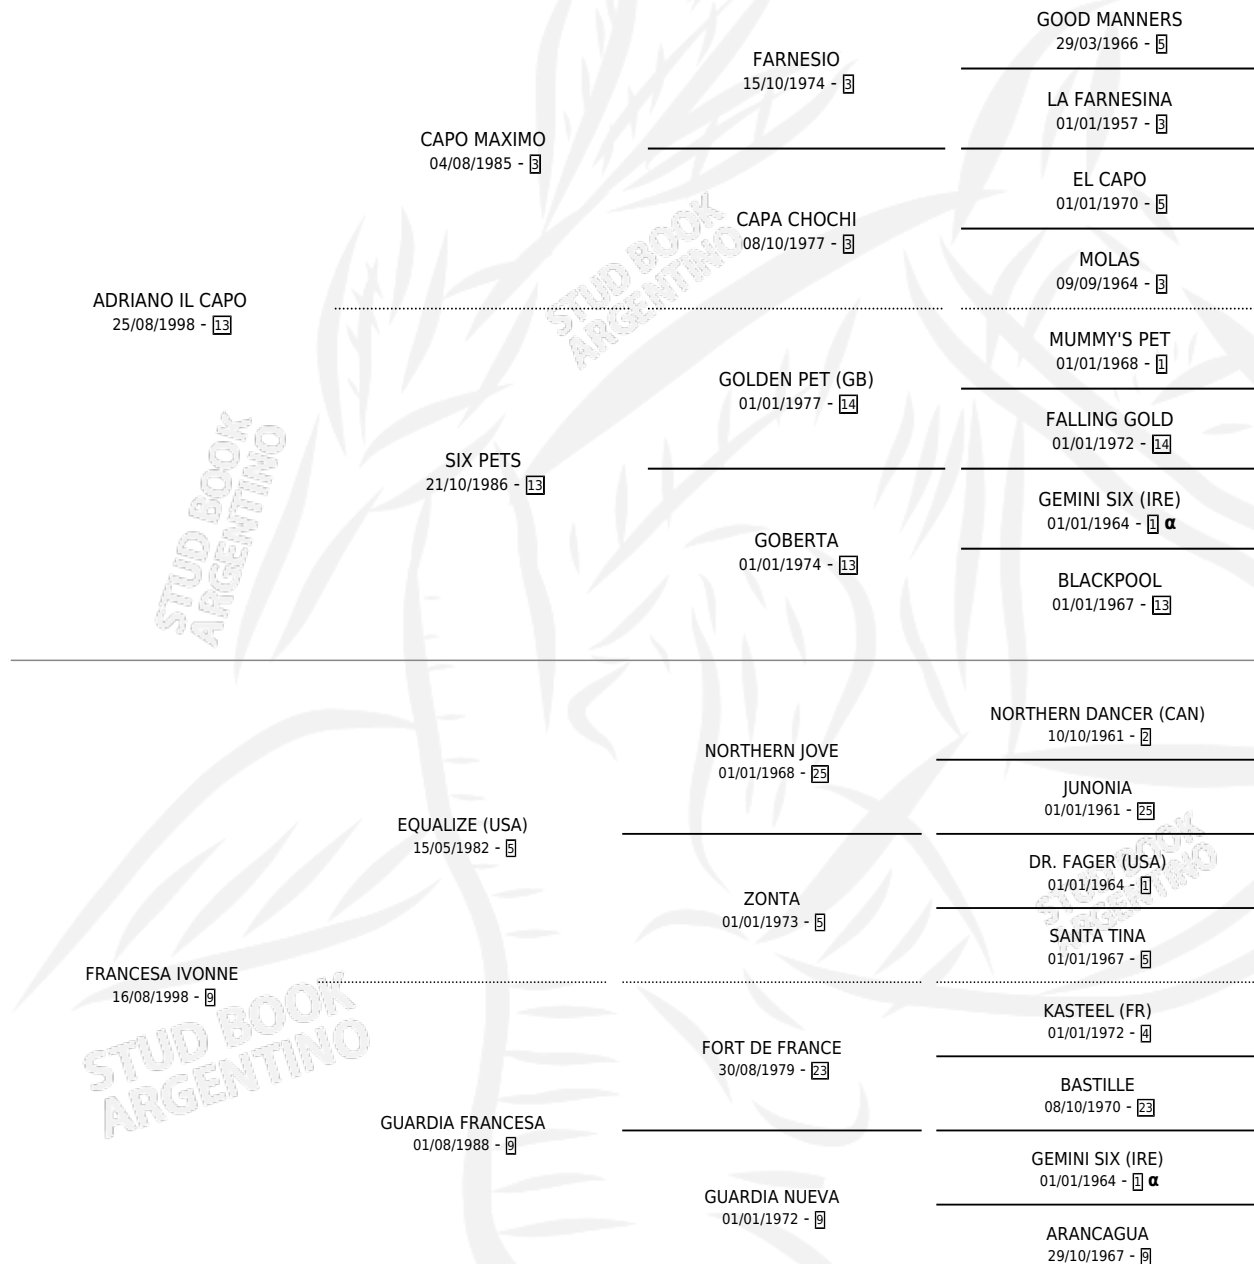 GOOD MANNERS
29/03/1966 - 5
FARNESIO
15/10/1974 - 3
LA FARNESINA
01/01/1957 - 3
CAPO MAXIMO
04/08/1985 - 3
EL CAPO
01/01/1970 - 5
CAPA CHOCHI
08/10/1977 - 3
MOLAS
09/09/1964 - 3
ADRIANO IL CAPO
25/08/1998 - 13
MUMMY'S PET
01/01/1968 - 1
GOLDEN PET (GB)
01/01/1977 - 14
FALLING GOLD
01/01/1972 - 14
SIX PETS
21/10/1986 - 13
GEMINI SIX (IRE)
01/01/1964 - 1 α
GOBERTA
01/01/1974 - 13
BLACKPOOL
01/01/1967 - 13
NORTHERN DANCER (CAN)
10/10/1961 - 2
NORTHERN JOVE
01/01/1968 - 25
JUNONIA
01/01/1961 - 25
EQUALIZE (USA)
15/05/1982 - 5
DR. FAGER (USA)
01/01/1964 - 1
ZONTA
01/01/1973 - 5
SANTA TINA
01/01/1967 - 5
FRANCESA IVONNE
16/08/1998 - 9
KASTEEL (FR)
01/01/1972 - 4
FORT DE FRANCE
30/08/1979 - 23
BASTILLE
08/10/1970 - 23
GUARDIA FRANCESA
01/08/1988 - 9
GEMINI SIX (IRE)
01/01/1964 - 1 α
GUARDIA NUEVA
01/01/1972 - 9
ARANCAGUA
29/10/1967 - 9
STUD BOOK
ARGENTINO
STUD BOOK
ARGENTINO
STUD BOOK
ARGENTINO
STUD BOOK
ARGENTINO